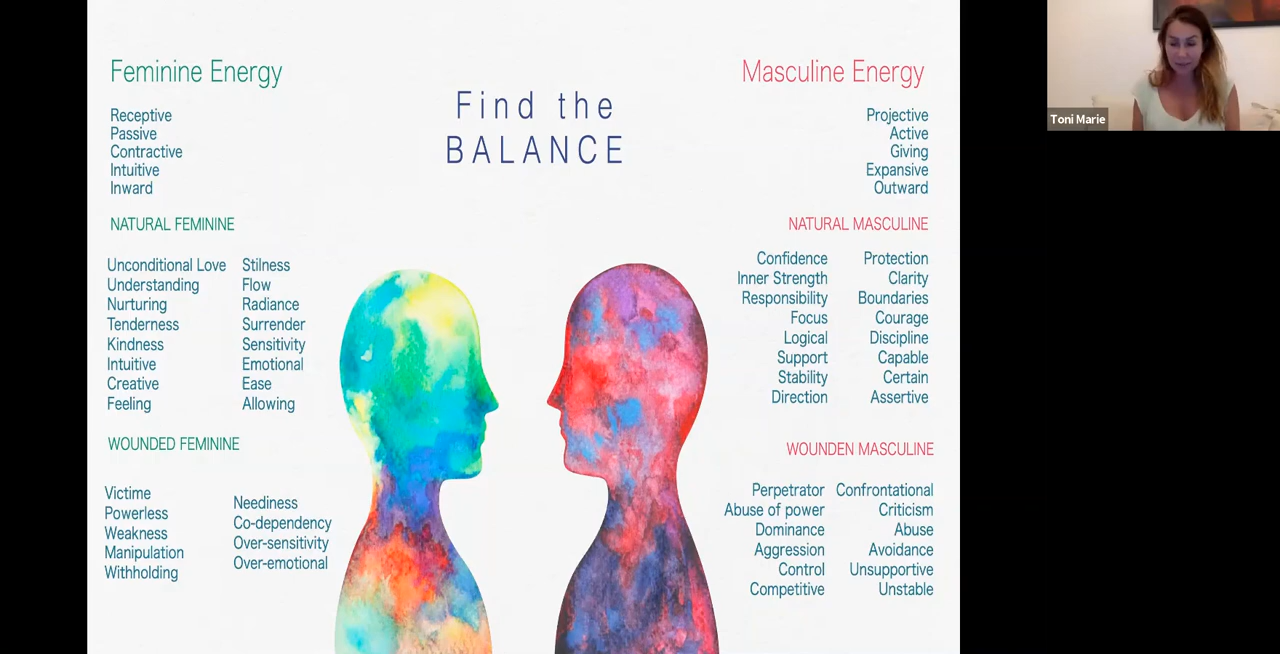 Feminine Energy
Receptive
Passive
Contractive
Intuitive
Inward
NATURAL FEMININE
Unconditional Love
Understanding
Nurturing
Tenderness
Kindness
Intuitive
Creative
Feeling
Stilness
Flow
Radiance
Surrender
Sensitivity
Emotional
Ease
Allowing
WOUNDED FEMININE
Victime
Powerless
Weakness
Manipulation
Withholding
Neediness
Co-dependency
Over-sensitivity
Over-emotional
Find the
BALANCE
Masculine Energy
Projective
Active
Giving
Expansive
Outward
NATURAL MASCULINE
Confidence
Inner Strength
Responsibility
Focus
Logical
Support
Stability
Direction
Protection
Clarity
Boundaries
Courage
Discipline
Capable
Certain
Assertive
WOUNDEN MASCULINE
Perpetrator
Abuse of power
Dominance
Aggression
Control
Competitive
Confrontational
Criticism
Abuse
Avoidance
Unsupportive
Unstable
Toni Marie